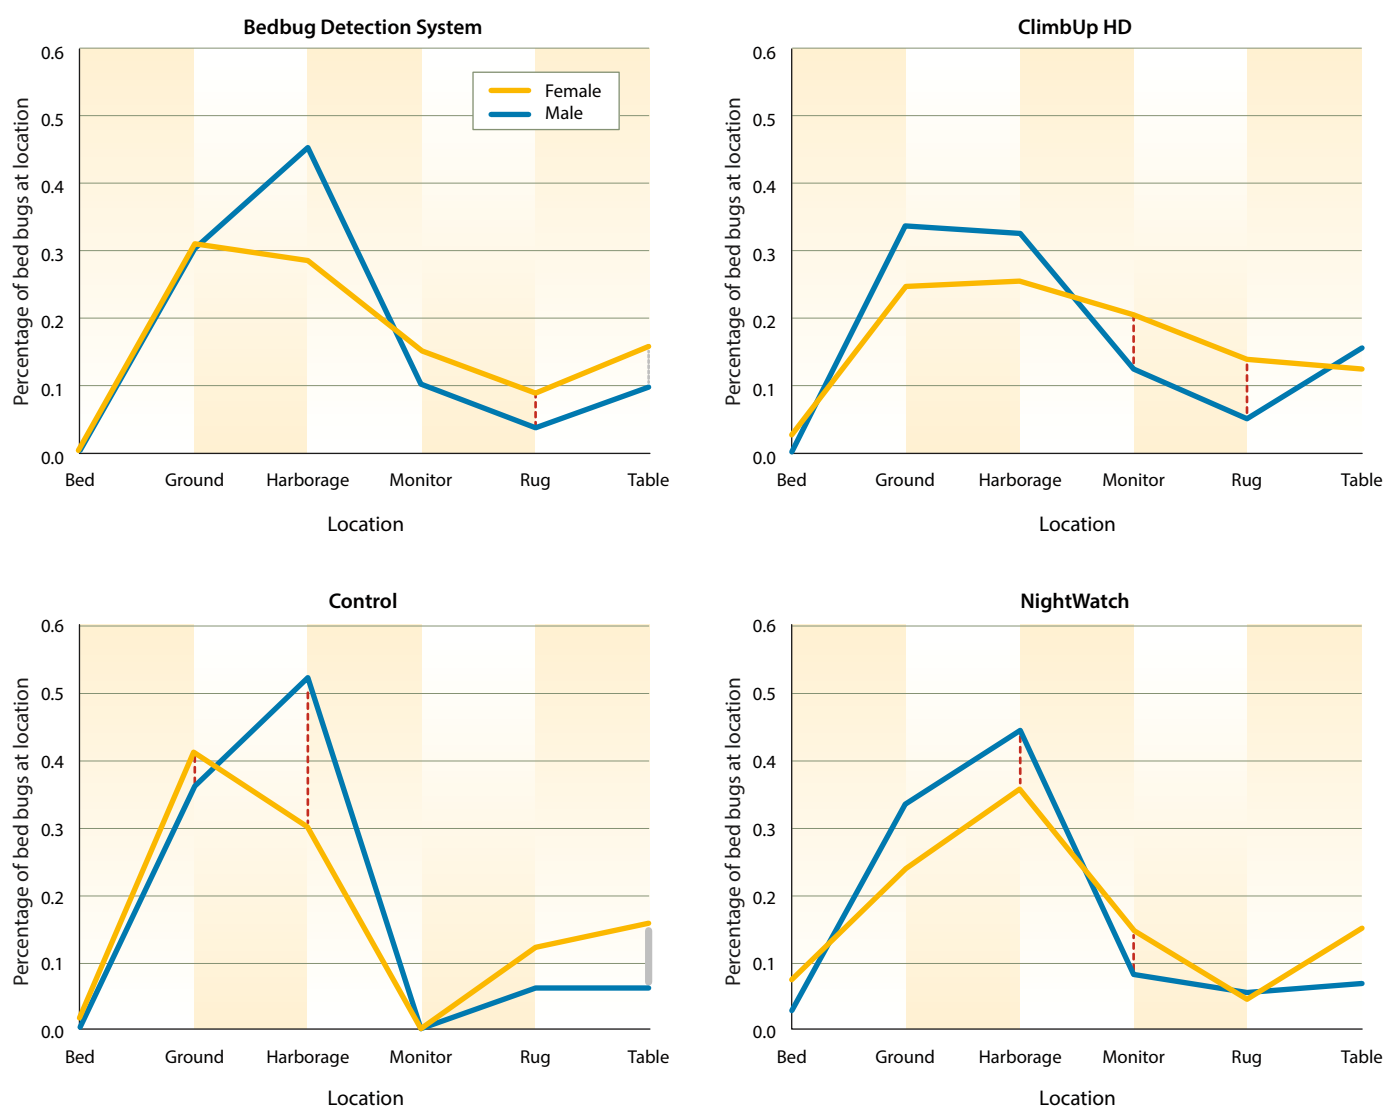 Bedbug Detection System
Percentage of bed bugs at location
0.6
0.5
0.4
0.3
0.2
0.1
0.0
Female
Male
Bed Ground Harborage Monitor Rug Table
Location
ClimbUp HD
Percentage of bed bugs at location
0.6
0.5
0.4
0.3
0.2
0.1
0.0
Bed Ground Harborage Monitor Rug Table
Location
Control
Percentage of bed bugs at location
0.6
0.5
0.4
0.3
0.2
0.1
0.0
Bed Ground Harborage Monitor Rug Table
Location
NightWatch
Percentage of bed bugs at location
0.6
0.5
0.4
0.3
0.2
0.1
0.0
Bed Ground Harborage Monitor Rug Table
Location